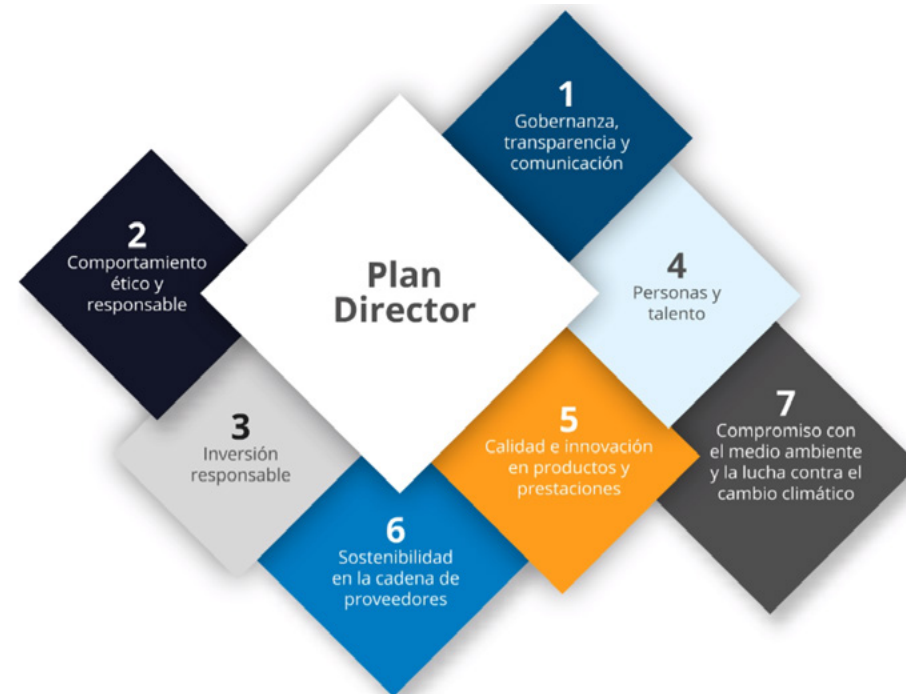 Plan
Director
1
Gobernanza,
transparencia y
comunicación
2
Comportamiento
ético y
responsable
3
Inversión
responsable
4
Personas y
talento
5
Calidad e innovación
en productos y
prestaciones
6
Sostenibilidad
en la cadena de
proveedores
7
Compromiso con
el medio ambiente
y la lucha contra el
cambio climático